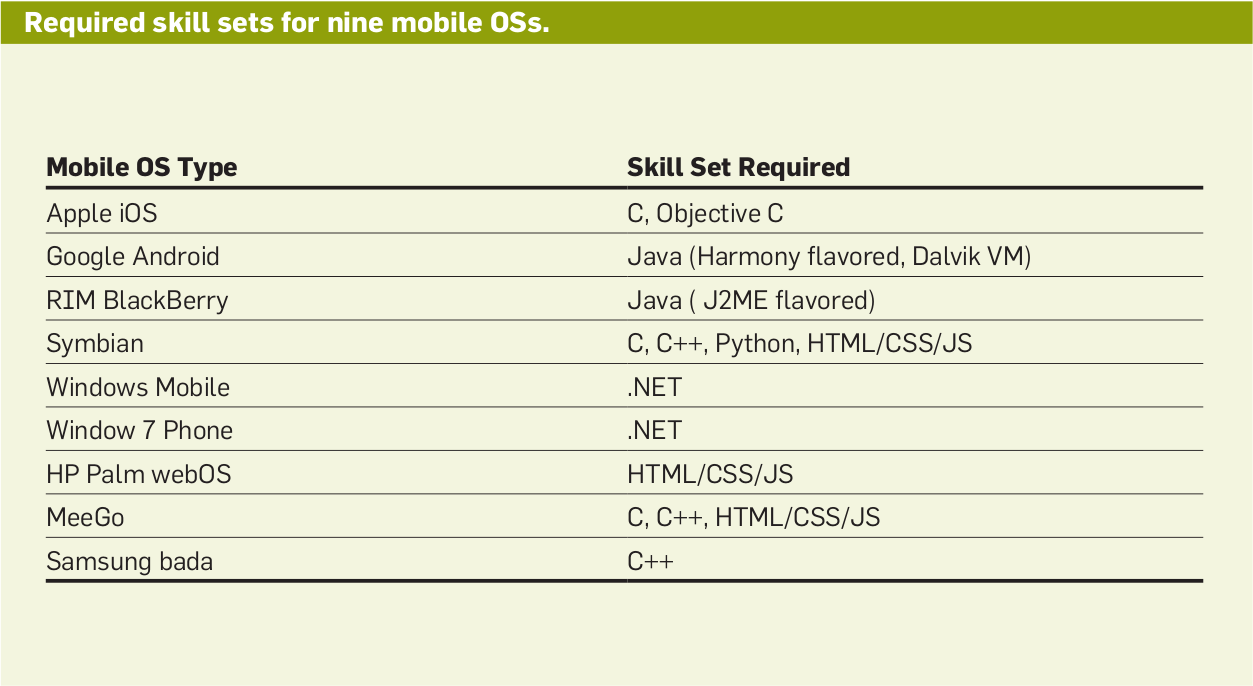 Required skill sets for nine mobile OSs.
Mobile OS Type Skill Set Required
Apple iOS C, Objective C
Google Android Java (Harmony flavored, Dalvik VM)
RIM BlackBerry Java ( J2ME flavored)
Symbian C, C++, Python, HTML/CSS/JS
Windows Mobile .NET
Window 7 Phone .NET
HP Palm webOS HTML/CSS/JS
MeeGo C, C++, HTML/CSS/JS
Samsung bada C++